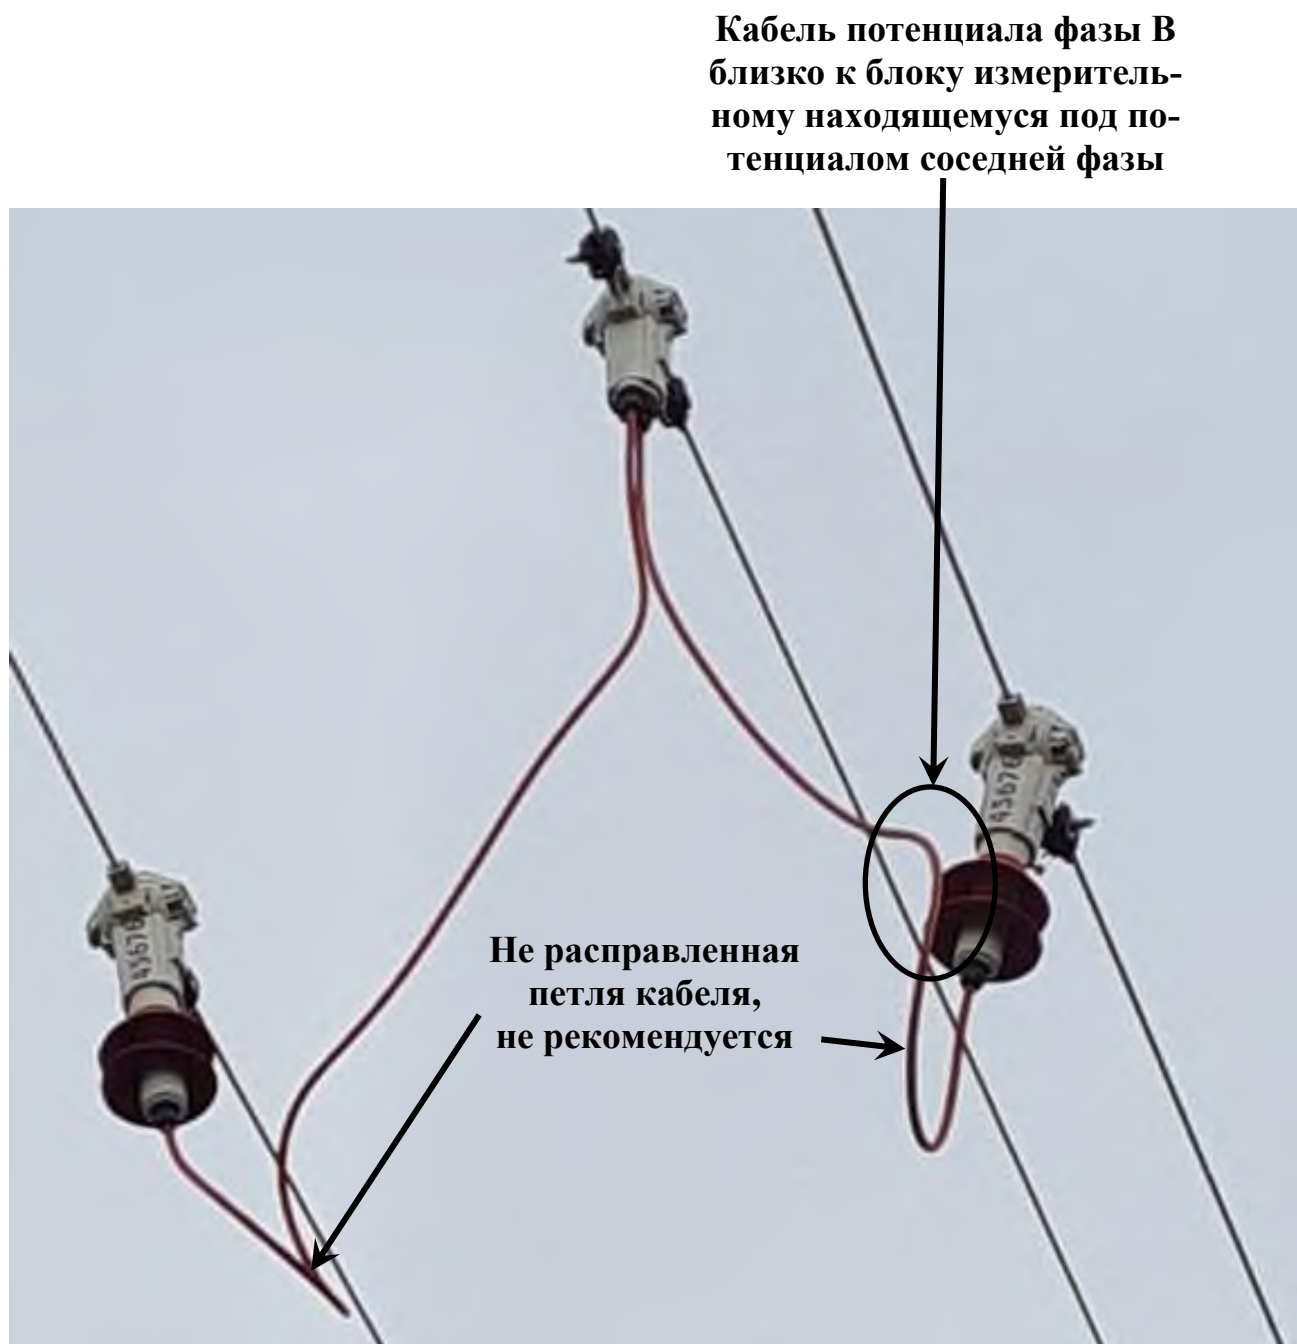 Кабель потенциала фазы В
близко к блоку измеритель-
ному находящемуся под по-
тенциалом соседней фазы
Не расправленная
петля кабеля,
не рекомендуется